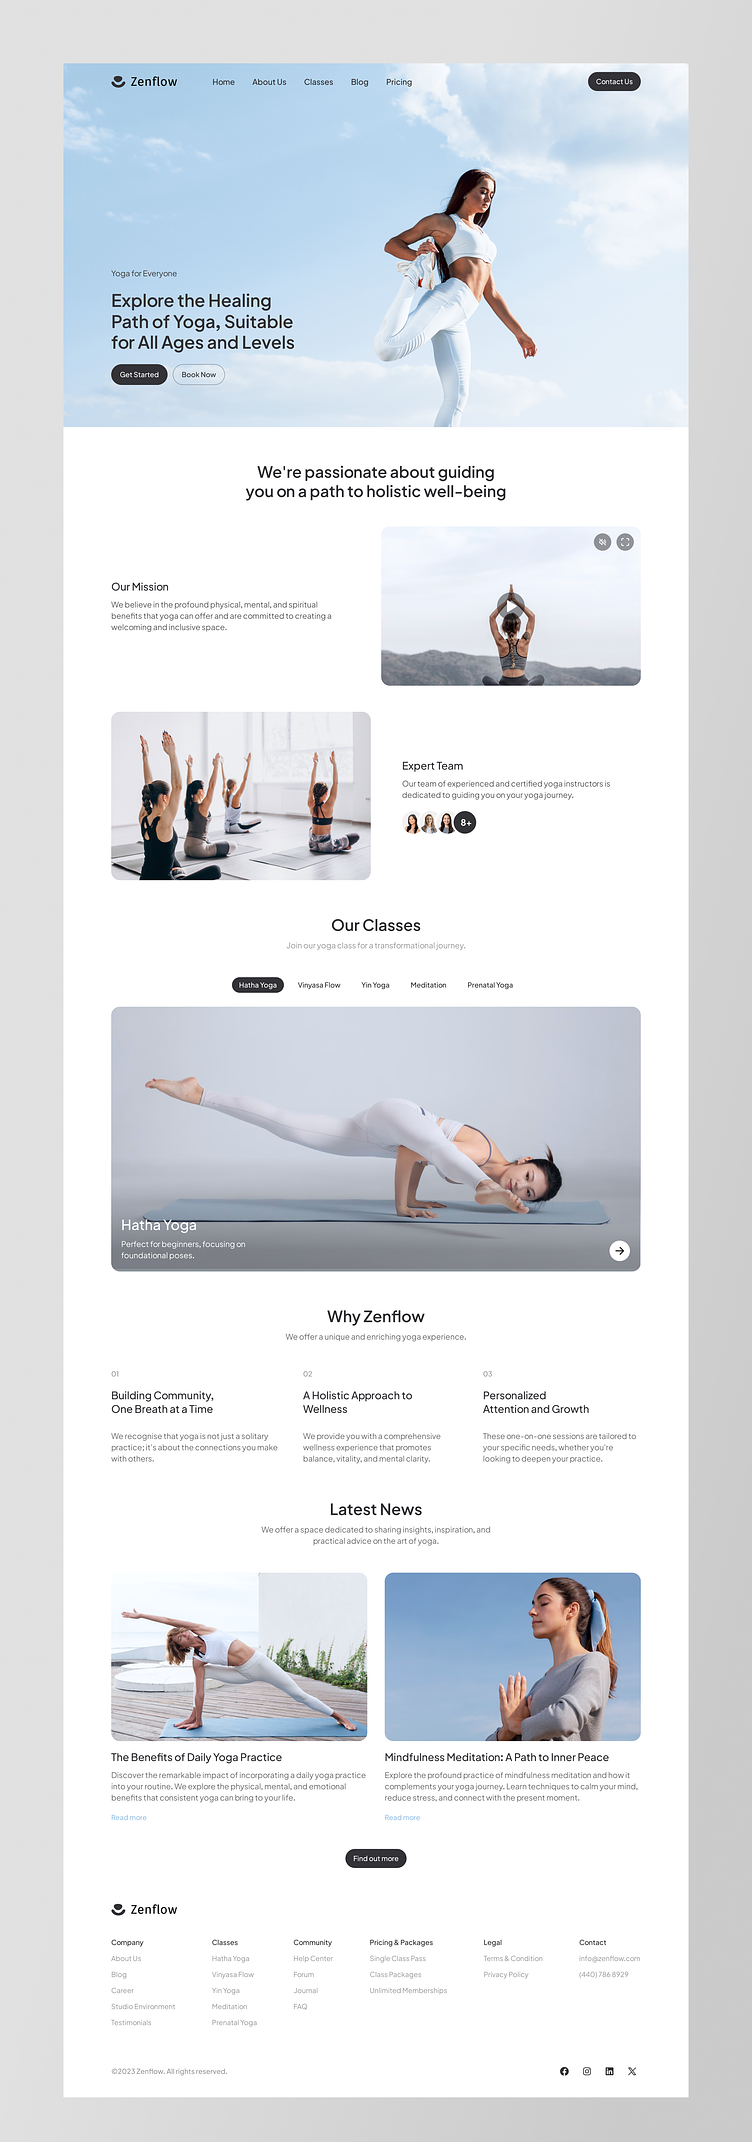 Zenflow
Home
About Us
Classes
Blog
Pricing
Contact Us
Yoga for Everyone
Explore the Healing
Path of Yoga, Suitable
for All Ages and Levels
Get Started
Book Now
We're passionate about guiding
you on a path to holistic well-being
Our Mission
We believe in the profound physical, mental, and spiritual
benefits that yoga can offer and are committed to creating a
welcoming and inclusive space.
Expert Team
Our team of experienced and certified yoga instructors is
dedicated to guiding you on your yoga journey.
8+
Our Classes
Join our yoga class for a transformational journey.
Hatha Yoga
Vinyasa Flow
Yin Yoga
Meditation
Prenatal Yoga
Hatha Yoga
Perfect for beginners, focusing on
foundational poses.
Why Zenflow
We offer a unique and enriching yoga experience.
01
Building Community,
One Breath at a Time
We recognise that yoga is not just a solitary
practice; it's about the connections you make
with others.
02
A Holistic Approach to
Wellness
We provide you with a comprehensive
wellness experience that promotes
balance, vitality, and mental clarity.
03
Personalized
Attention and Growth
These one-on-one sessions are tailored to
your specific needs, whether you're
looking to deepen your practice.
Latest News
We offer a space dedicated to sharing insights, inspiration, and
practical advice on the art of yoga.
The Benefits of Daily Yoga Practice
Discover the remarkable impact of incorporating a daily yoga practice
into your routine. We explore the physical, mental, and emotional
benefits that consistent yoga can bring to your life.
Read more
Mindfulness Meditation: A Path to Inner Peace
Explore the profound practice of mindfulness meditation and how it
complements your yoga journey. Learn techniques to calm your mind,
reduce stress, and connect with the present moment.
Read more
Find out more
Zenflow
Company
About Us
Blog
Career
Studio Environment
Testimonials
Classes
Hatha Yoga
Vinyasa Flow
Yin Yoga
Meditation
Prenatal Yoga
Community
Help Center
Forum
Journal
FAQ
Pricing & Packages
Single Class Pass
Class Packages
Unlimited Memberships
Legal
Terms & Condition
Privacy Policy
Contact
info@zenflow.com
(440) 786 8929
©2023 Zenflow. All rights reserved.